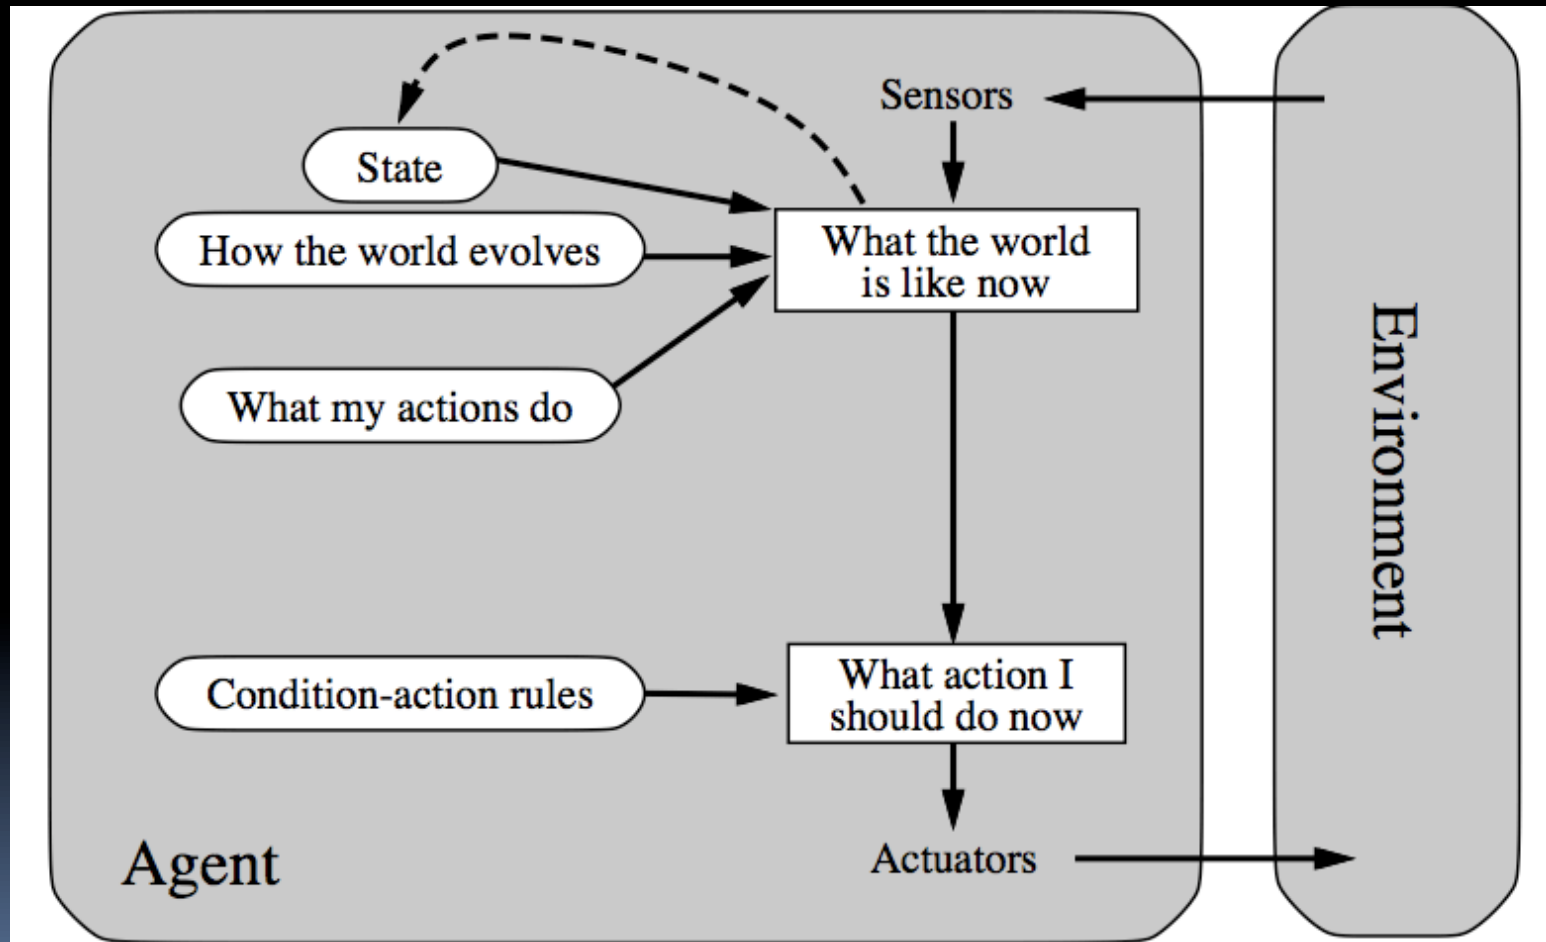 Sensors
State
How the world evolves
What the world
is like now
What my actions do
Environment
Condition-action rules
What action I
should do now
Agent
Actuators